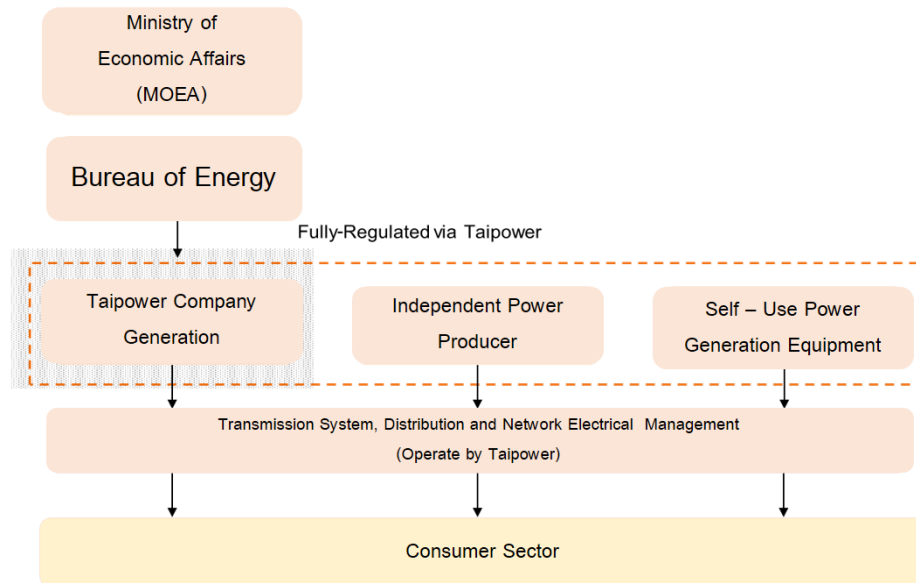 Ministry of
Economic Affairs
(MOEA)
Bureau of Energy
Fully-Regulated via Taipower
Taipower Company
Generation
Independent Power
Producer
Self – Use Power
Generation Equipment
Transmission System, Distribution and Network Electrical Management
(Operate by Taipower)
Consumer Sector